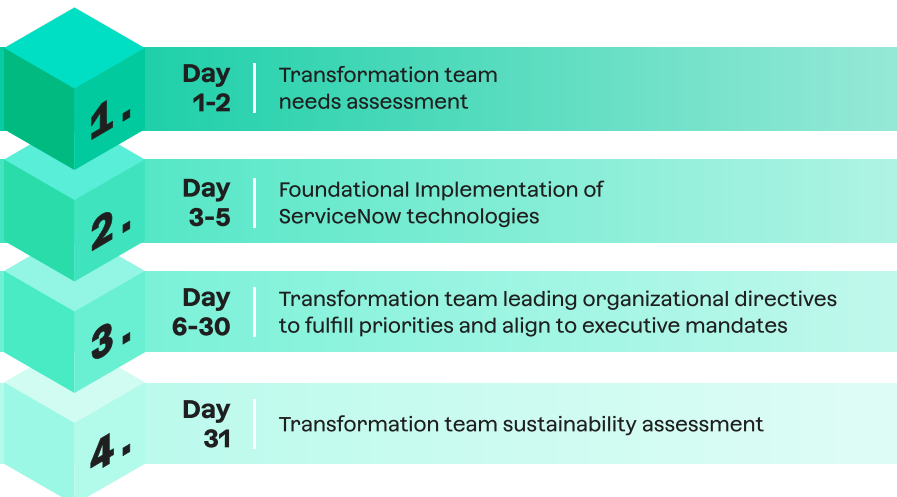 1.
Day
1-2
Transformation team
needs assessment
2.
Day
3-5
Foundational Implementation of
ServiceNow technologies
3.
Day
6-30
Transformation team leading organizational directives
to fulfill priorities and align to executive mandates
4.
Day
31
Transformation team sustainability assessment